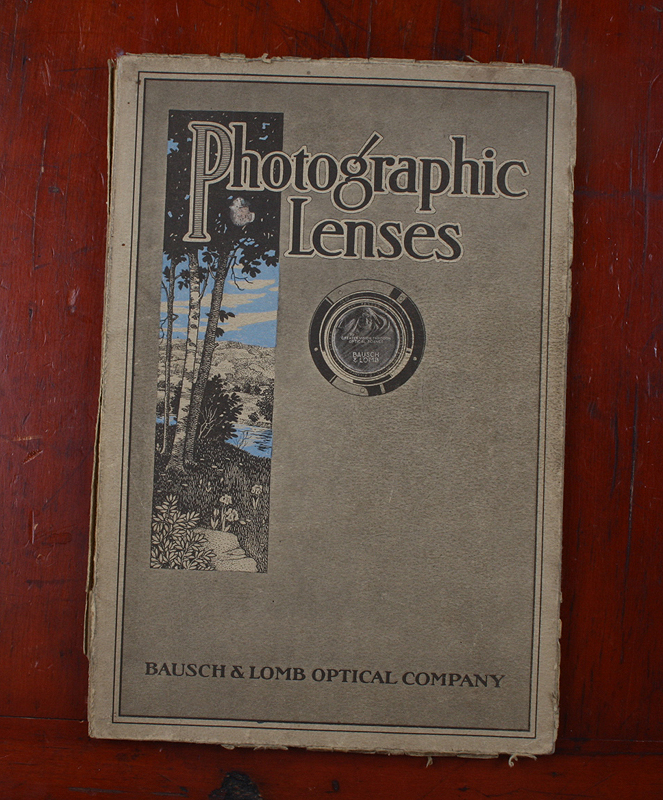 Photographic
Lenses
BAUSCH
& LOMB
BAUSCH & LOMB OPTICAL COMPANY